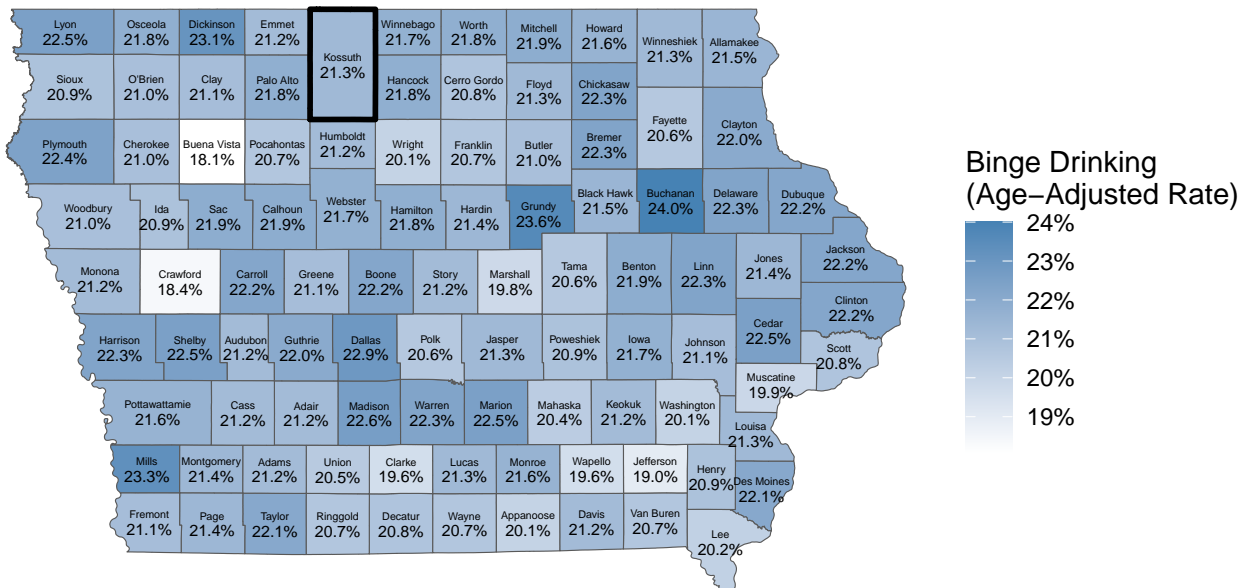 Lyon
22.5%
Osceola
21.8%
Dickinson
23.1%
Emmet
21.2%
Kossuth
21.3%
Winnebago
21.7%
Worth
21.8%
Mitchell
21.9%
Howard
21.6%
Winneshiek
21.3%
Allamakee
21.5%
Sioux
20.9%
O'Brien
21.0%
Clay
21.1%
Palo Alto
21.8%
Hancock
21.8%
Cerro Gordo
20.8%
Floyd
21.3%
Chickasaw
22.3%
Fayette
20.6%
Clayton
22.0%
Plymouth
22.4%
Cherokee
21.0%
Buena Vista
18.1%
Pocahontas
20.7%
Humboldt
21.2%
Wright
20.1%
Franklin
20.7%
Butler
21.0%
Bremer
22.3%
Woodbury
21.0%
Ida
20.9%
Sac
21.9%
Calhoun
21.9%
Webster
21.7%
Hamilton
21.8%
Hardin
21.4%
Grundy
23.6%
Black Hawk
21.5%
Buchanan
24.0%
Delaware
22.3%
Dubuque
22.2%
Monona
21.2%
Crawford
18.4%
Carroll
22.2%
Greene
21.1%
Boone
22.2%
Story
21.2%
Marshall
19.8%
Tama
20.6%
Benton
21.9%
Linn
22.3%
Jones
21.4%
Jackson
22.2%
Clinton
22.2%
Harrison
22.3%
Shelby
22.5%
Audubon
21.2%
Guthrie
22.0%
Dallas
22.9%
Polk
20.6%
Jasper
21.3%
Poweshiek
20.9%
Iowa
21.7%
Johnson
21.1%
Cedar
22.5%
Scott
20.8%
Muscatine
19.9%
Pottawattamie
21.6%
Cass
21.2%
Adair
21.2%
Madison
22.6%
Warren
22.3%
Marion
22.5%
Mahaska
20.4%
Keokuk
21.2%
Washington
20.1%
Louisa
21.3%
Mills
23.3%
Montgomery
21.4%
Adams
21.2%
Union
20.5%
Clarke
19.6%
Lucas
21.3%
Monroe
21.6%
Wapello
19.6%
Jefferson
19.0%
Henry
20.9%
Des Moines
22.1%
Fremont
21.1%
Page
21.4%
Taylor
22.1%
Ringgold
20.7%
Decatur
20.8%
Wayne
20.7%
Appanoose
20.1%
Davis
21.2%
Van Buren
20.7%
Lee
20.2%
Binge Drinking
(Age−Adjusted Rate)
24%
23%
22%
21%
20%
19%